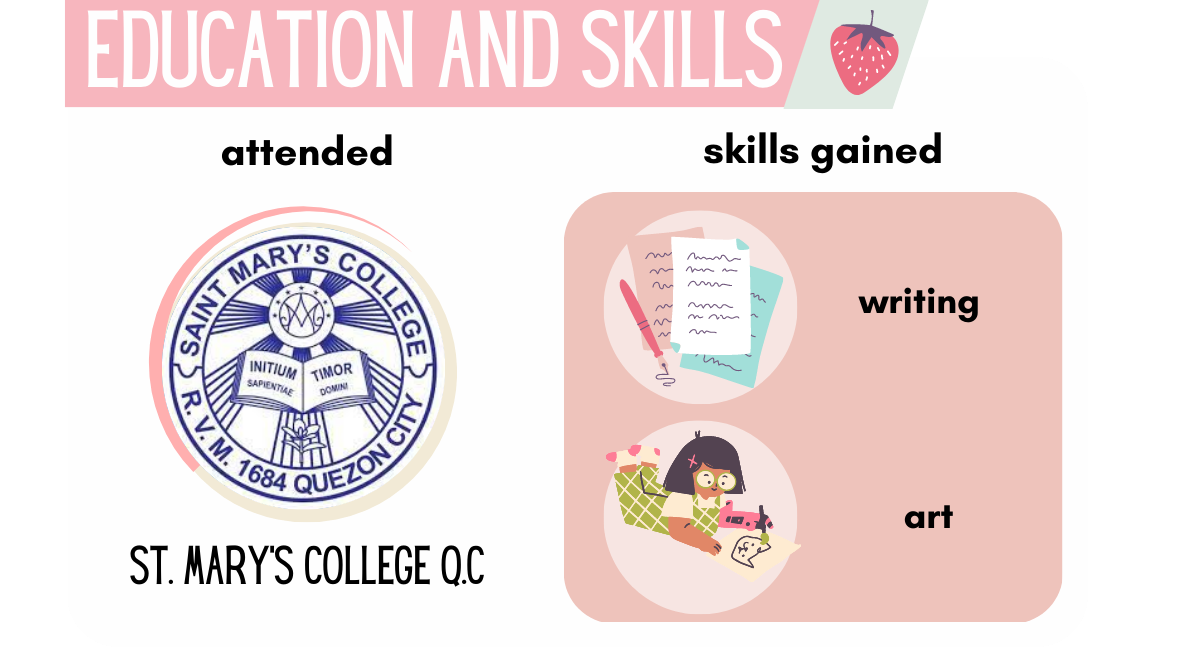 EDUCATION AND SKILLS
attended
SAINT MARY'S COLLEGE
INITIUM
SAPIENTIAE
TIMOR
DOMINI
R. V. M. 1684 QUEZON CITY
ST. MARY'S COLLEGE Q.C
skills gained
writing
art